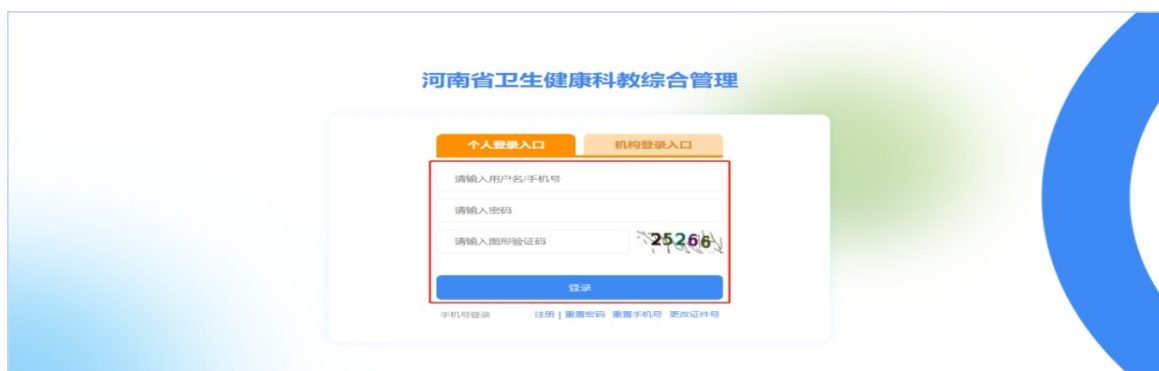 河南省卫生健康科教综合管理
个人登录入口 机构登录入口
请输入用户名/手机号
请输入密码
请输入图形验证码 25266
登录
手机号登录 注册 | 重置密码 重置手机号 更改证件号